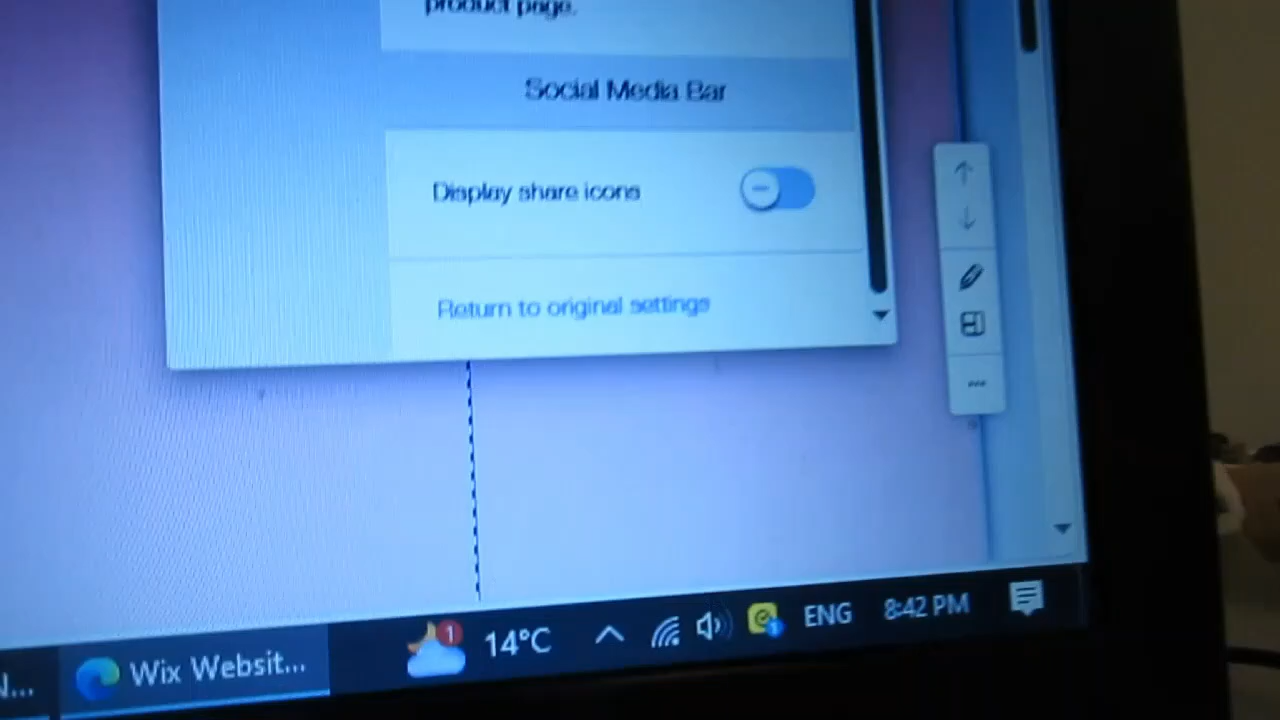 product page.
Social Media Bar
Display share icons
Return to original settings
N...
Wix Websit...
1
14°C
ENG
8:42 PM